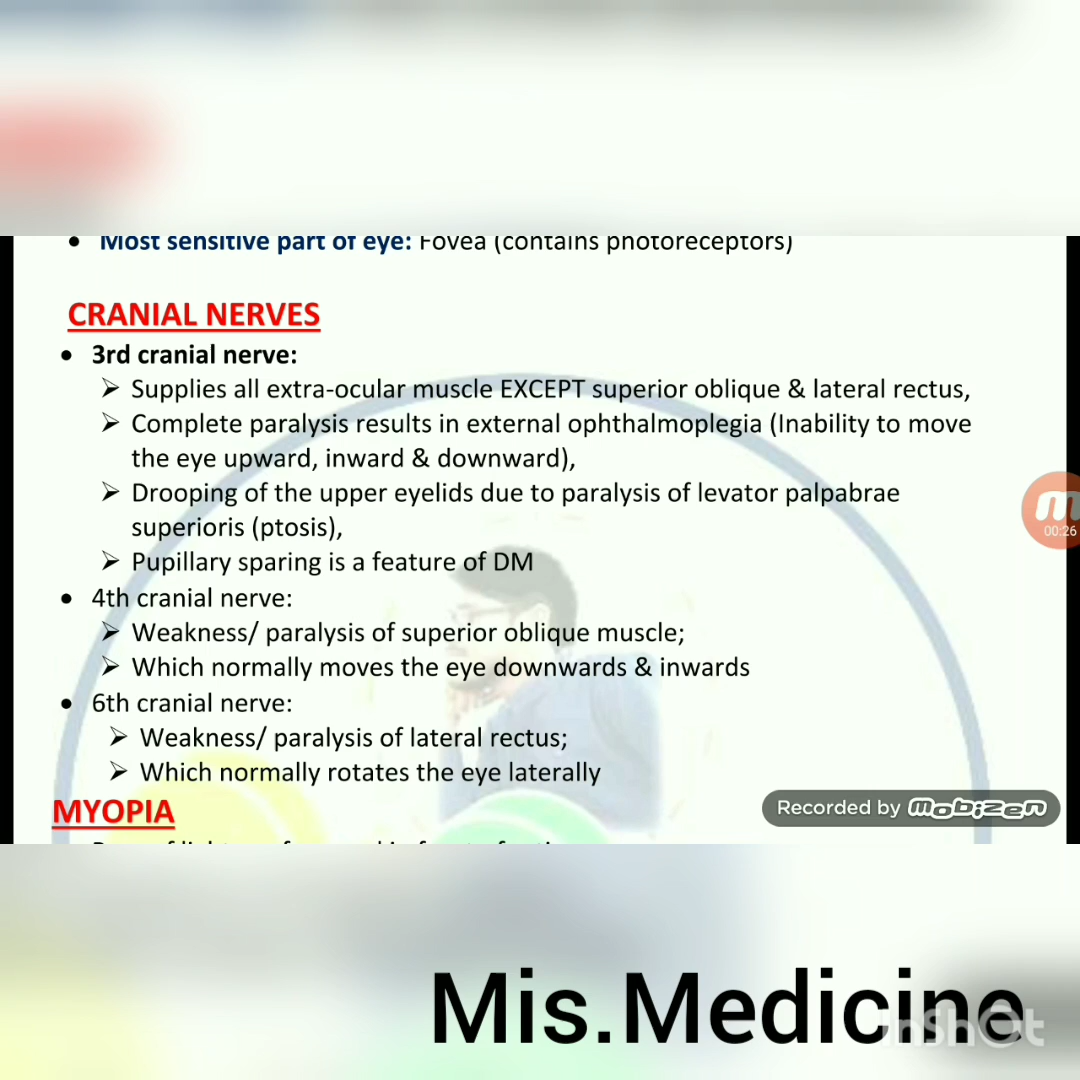 • Most sensitive part of eye: Fovea (contains photoreceptors)
CRANIAL NERVES
• 3rd cranial nerve:
➢ Supplies all extra-ocular muscle EXCEPT superior oblique & lateral rectus,
➢ Complete paralysis results in external ophthalmoplegia (Inability to move
the eye upward, inward & downward),
➢ Drooping of the upper eyelids due to paralysis of levator palpabrae
superioris (ptosis),
➢ Pupillary sparing is a feature of DM
00:26
• 4th cranial nerve:
➢ Weakness/ paralysis of superior oblique muscle;
➢ Which normally moves the eye downwards & inwards
• 6th cranial nerve:
➢ Weakness/ paralysis of lateral rectus;
➢ Which normally rotates the eye laterally
MYOPIA
Recorded by mobizen
Mis.Medicine
InShot